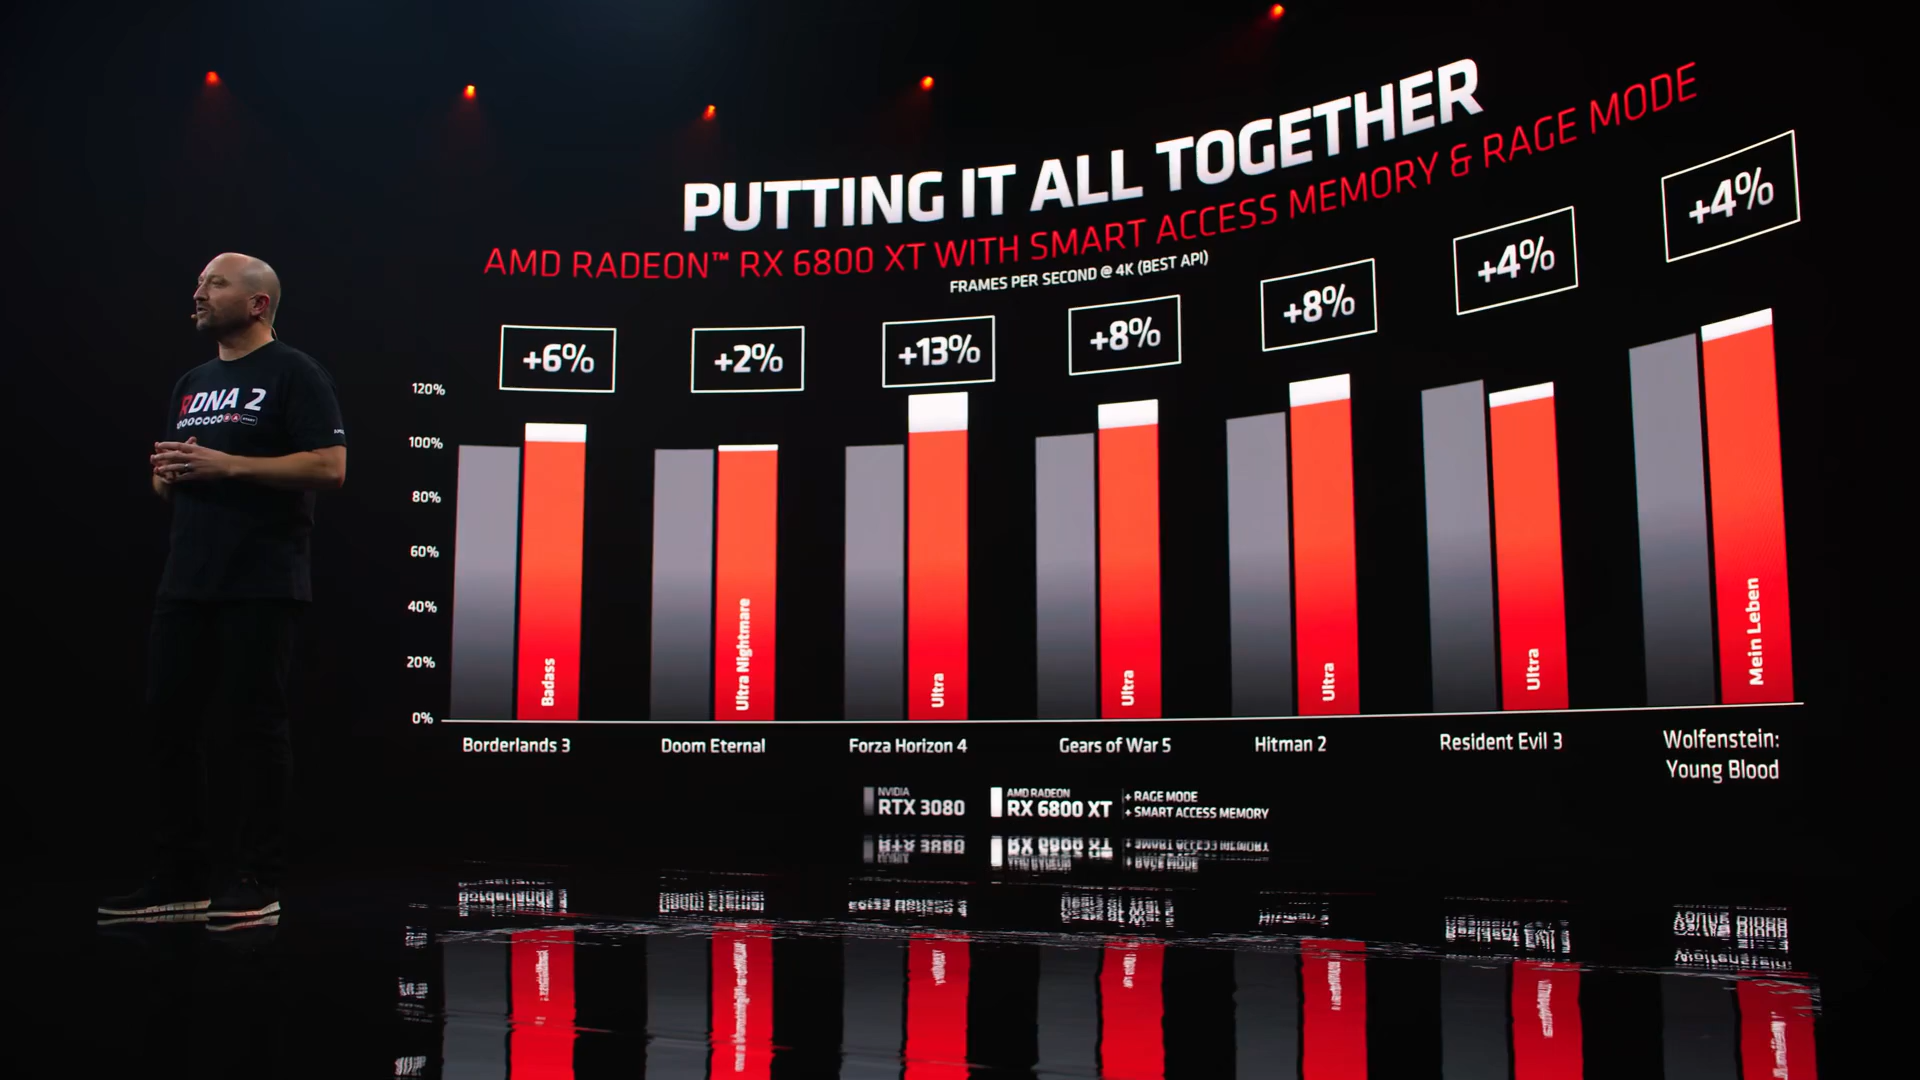 PUTTING IT ALL TOGETHER
AMD RADEON™ RX 6800 XT WITH SMART ACCESS MEMORY & RAGE MODE
FRAMES PER SECOND @ 4K (BEST API)
+6%
+2%
+13%
+8%
+8%
+4%
+4%
120%
100%
80%
60%
40%
20%
0%
Badass
Ultra Nightmare
Ultra
Ultra
Ultra
Ultra
Mein Leben
Borderlands 3
Doom Eternal
Forza Horizon 4
Gears of War 5
Hitman 2
Resident Evil 3
Wolfenstein:
Young Blood
NVIDIA
RTX 3080
AMD RADEON
RX 6800 XT
+ RAGE MODE
+ SMART ACCESS MEMORY
RDNA 2